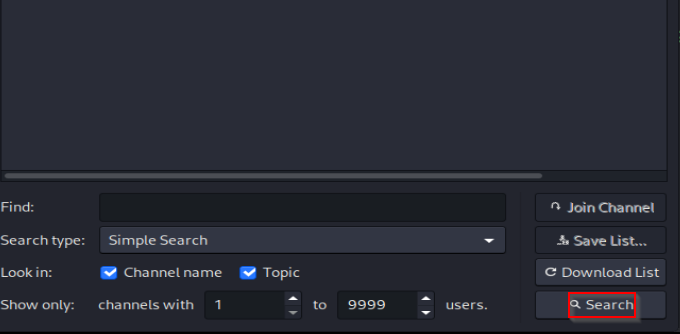 Find: Join Channel
Search type: Simple Search Save List...
Look in: Channel name Topic Download List
Show only: channels with 1 to 9999 users. Search